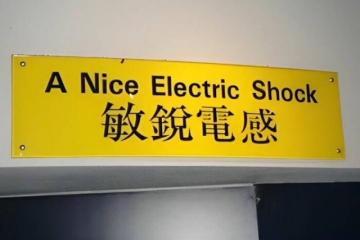 A Nice Electric Shock
敏銳電感